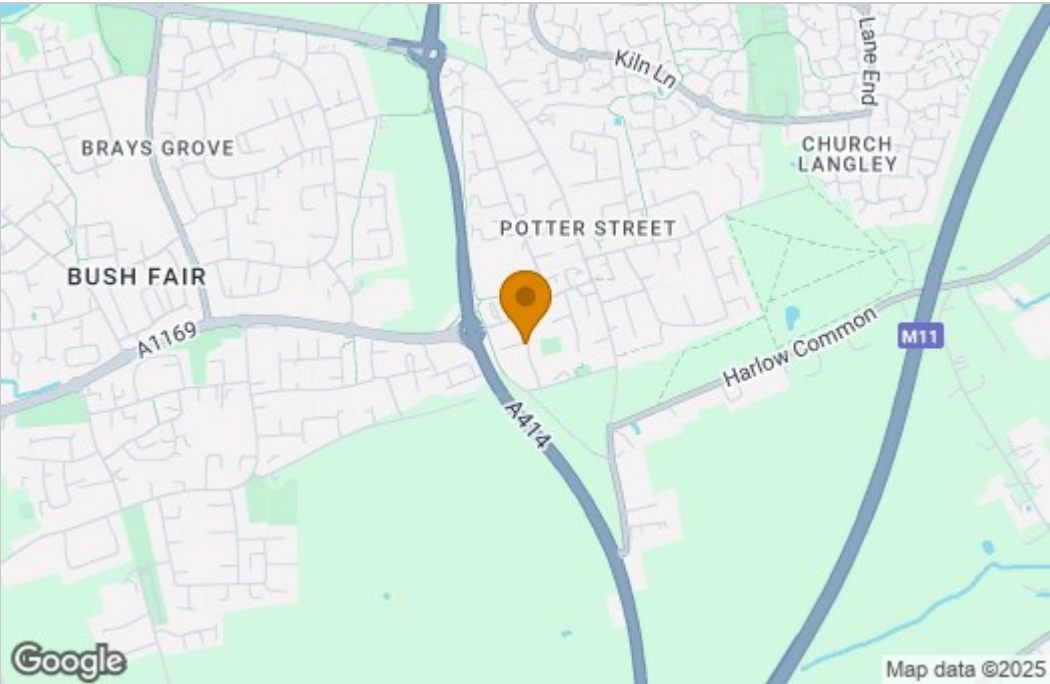 Kiln Ln
Lane End
BRAYS GROVE
CHURCH
LANGLEY
POTTER STREET
BUSH FAIR
A1169
M11
Harlow Common
A414
Google
Map data ©2025